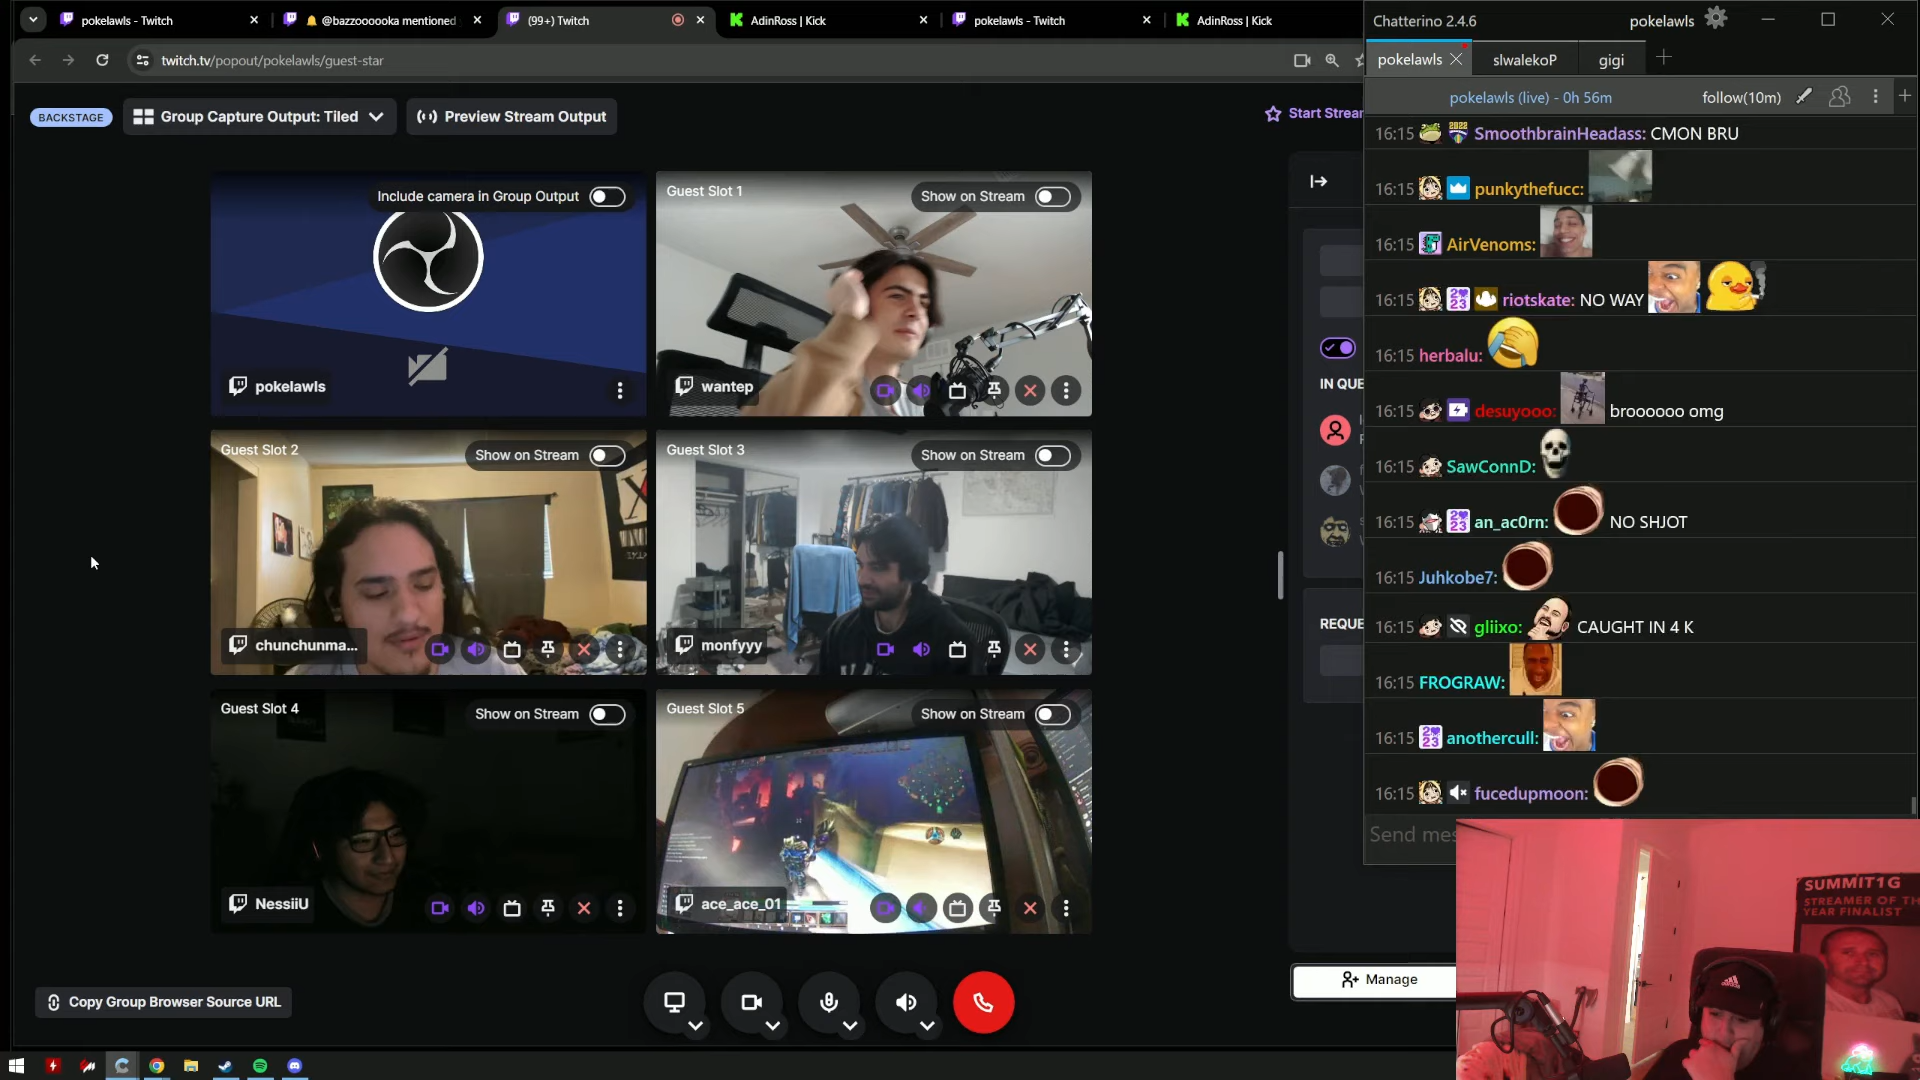 pokelawls - Twitch
@bazzoooooka mentioned
(99+) Twitch
AdinRoss | Kick
pokelawls - Twitch
AdinRoss | Kick
twitch.tv/popout/pokelawls/guest-star
BACKSTAGE
Group Capture Output: Tiled
Preview Stream Output
Start Strear
Include camera in Group Output
pokelawls
Guest Slot 1
Show on Stream
wantep
Guest Slot 2
Show on Stream
chunchunma...
Guest Slot 3
Show on Stream
monfyyy
Guest Slot 4
Show on Stream
NessiiU
Guest Slot 5
Show on Stream
ace_ace_01
IN QUE
REQUE
Manage
Copy Group Browser Source URL
Chatterino 2.4.6
pokelawls
pokelawls
slwalekoP
gigi
pokelawls (live) - 0h 56m
follow(10m)
16:15 SmoothbrainHeadass: CMON BRU
16:15 punkythefucc:
16:15 AirVenoms:
16:15 riotskate: NO WAY
16:15 herbalu:
16:15 desuyooo: broooooo omg
16:15 SawConnD:
16:15 an_ac0rn: NO SHJOT
16:15 Juhkobe7:
16:15 gliixo: CAUGHT IN 4 K
16:15 FROGRAW:
16:15 anothercull:
16:15 fucedupmoon:
Send mes
SUMMIT1G
STREAMER OF TH
YEAR FINALIST